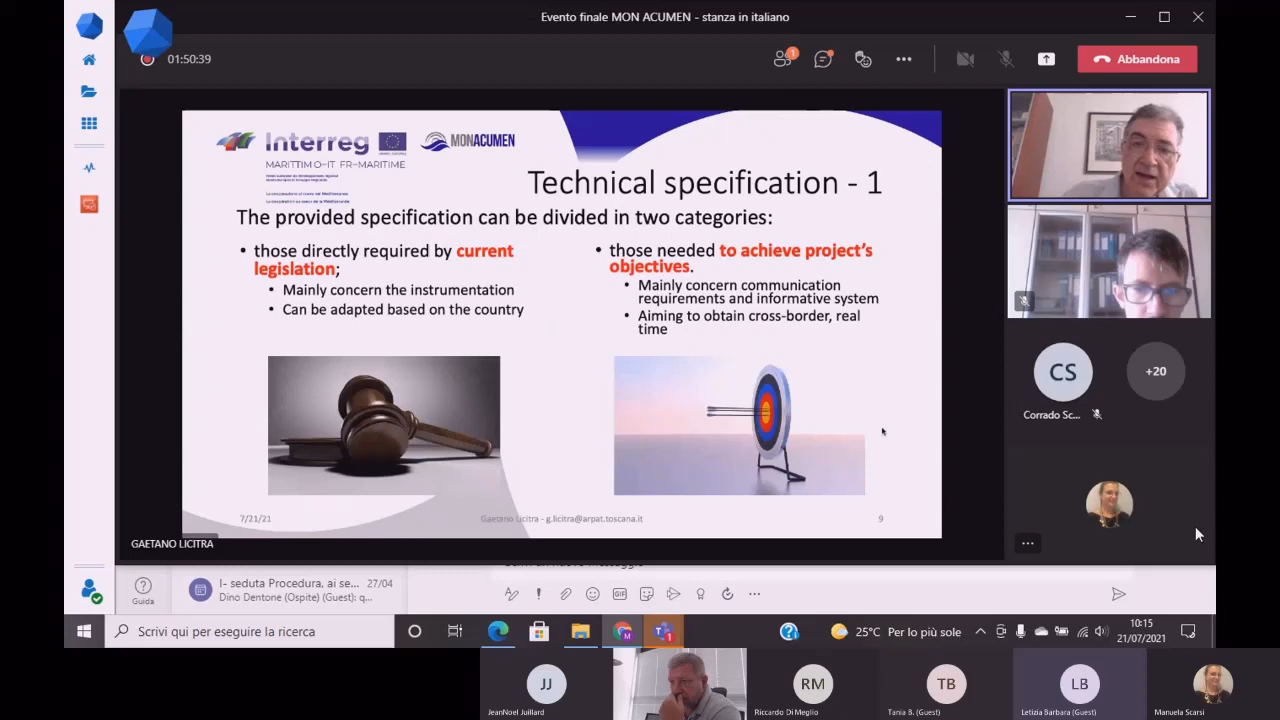 Evento finale MON ACUMEN - stanza in italiano
01:50:39
1
Abbandona
Interreg
MARITTIMO-IT FR-MARITIME
MONACUMEN
Technical specification - 1
The provided specification can be divided in two categories:
• those directly required by current
legislation;
• Mainly concern the instrumentation
• Can be adapted based on the country
• those needed to achieve project's
objectives.
• Mainly concern communication
requirements and informative system
• Aiming to obtain cross-border, real
time
7/21/21
Gaetano Licitra - g.licitra@arpat.toscana.it
9
GAETANO LICITRA
CS
+20
Corrado Sc...
Guida
I- seduta Procedura, ai se...
27/04
Dino Dentone (Ospite) (Guest): q...
GIF
Scrivi qui per eseguire la ricerca
25°C Per lo più sole
10:15
21/07/2021
JJ
RM
TB
LB
JeanNoel Juillard
Riccardo Di Meglio
Tania B. (Guest)
Letizia Barbara (Guest)
Manuela Scarsi